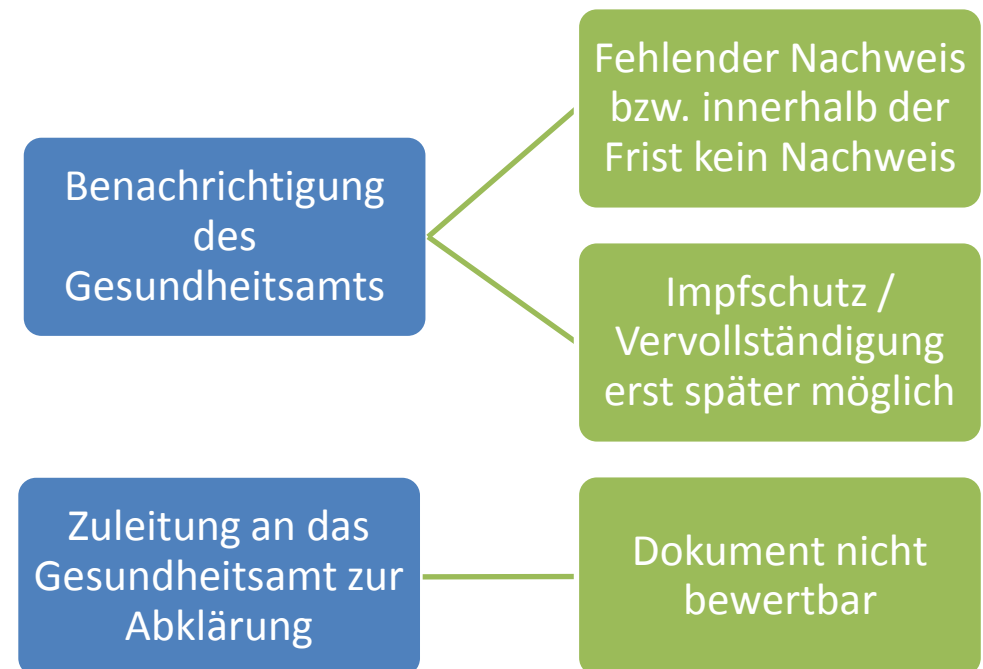 Benachrichtigung
des
Gesundheitsamts
Fehlender Nachweis
bzw. innerhalb der
Frist kein Nachweis
Impfschutz /
Vervollständigung
erst später möglich
Zuleitung an das
Gesundheitsamt zur
Abklärung
Dokument nicht
bewertbar